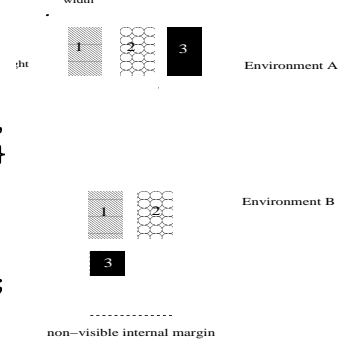 width
1 2 3
ght
Environment A
Environment B
1 2
3
non-visible internal margin